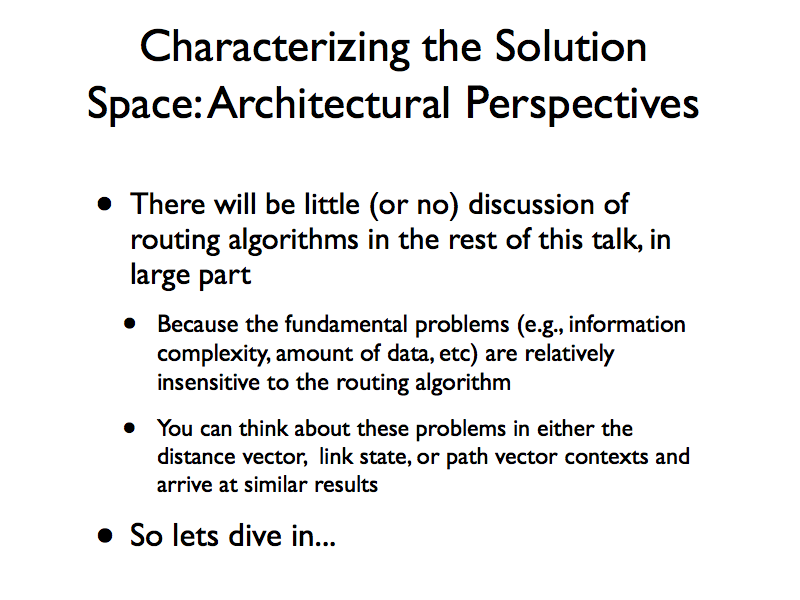 Characterizing the Solution
Space: Architectural Perspectives
• There will be little (or no) discussion of
routing algorithms in the rest of this talk, in
large part
• Because the fundamental problems (e.g., information
complexity, amount of data, etc) are relatively
insensitive to the routing algorithm
• You can think about these problems in either the
distance vector,  link state, or path vector contexts and
arrive at similar results
• So lets dive in...